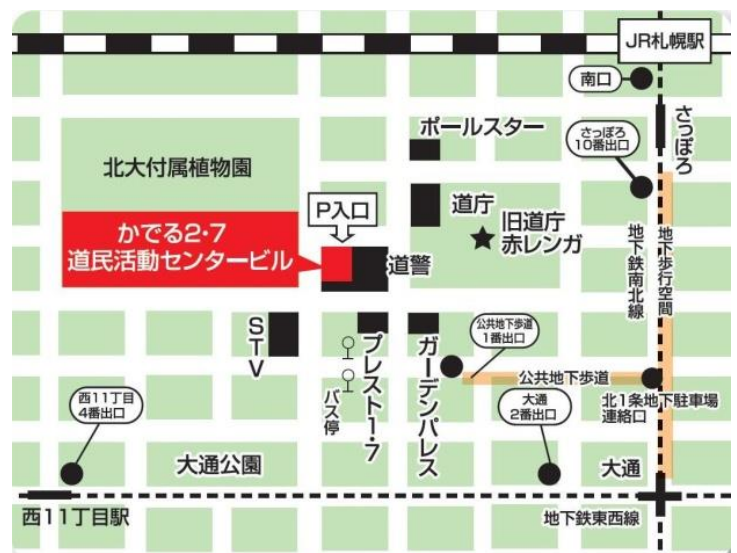 JR札幌駅
南口
さっぽろ
さっぽろ
10番出口
ポールスター
北大付属植物園
P入口
道庁
旧道庁
赤レンガ
かでる2・7
道民活動センタービル
道警
地下鉄南北線
地下歩行空間
STV
プレスト1・7
ガーデンパレス
公共地下歩道
1番出口
公共地下歩道
バス停
北1条地下駐車場
連絡口
西11丁目
4番出口
大通
2番出口
大通公園
大通
西11丁目駅
地下鉄東西線